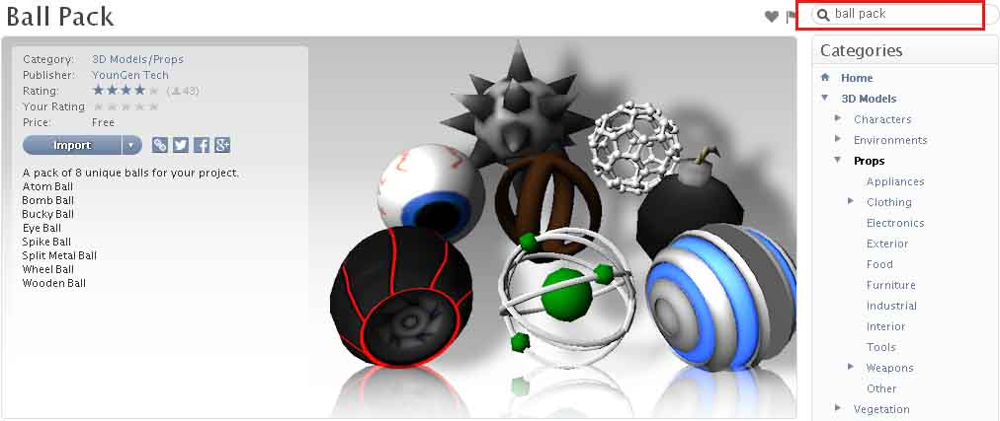 Ball Pack
ball pack
Category: 3D Models/Props
Publisher: YounGen Tech
Rating: (43)
Your Rating
Price: Free
Import
A pack of 8 unique balls for your project.
Atom Ball
Bomb Ball
Bucky Ball
Eye Ball
Spike Ball
Split Metal Ball
Wheel Ball
Wooden Ball
Categories
Home
3D Models
Characters
Environments
Props
Appliances
Clothing
Electronics
Exterior
Food
Furniture
Industrial
Interior
Tools
Weapons
Other
Vegetation